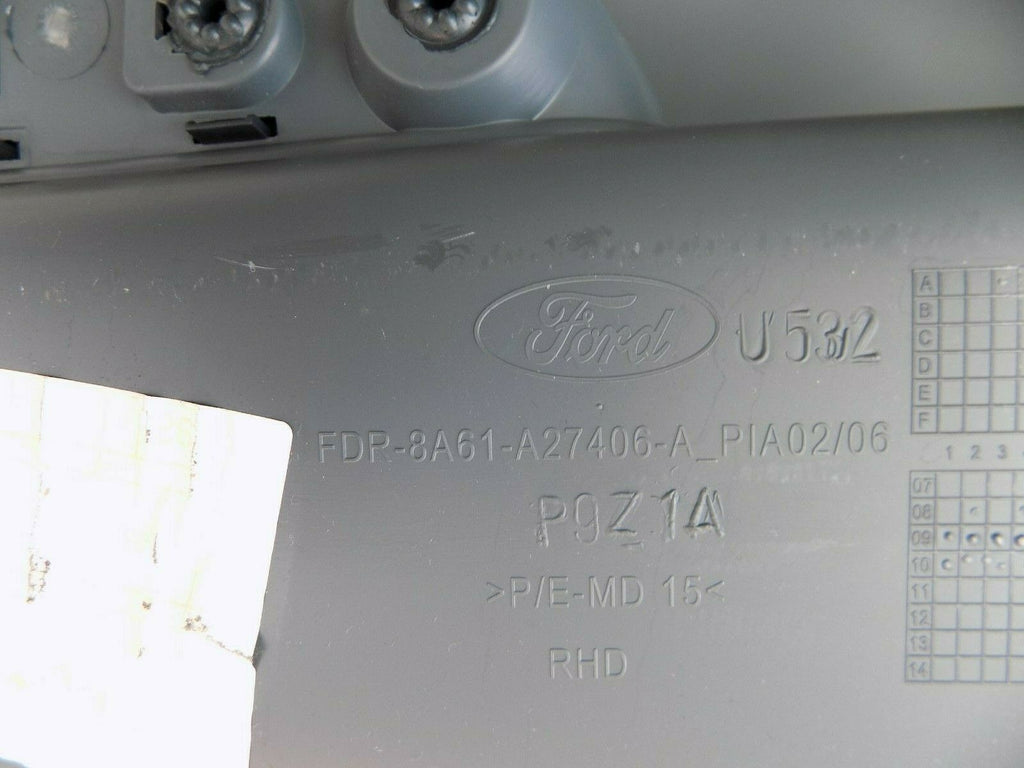 Ford U532
FDR-8A61-A27406-A_PIA02/06
P9Z1A
>P/E-MD 15<
RHD
A
B
C
D
E
F
1 2 3
07
08
09
10
11
12
13
14